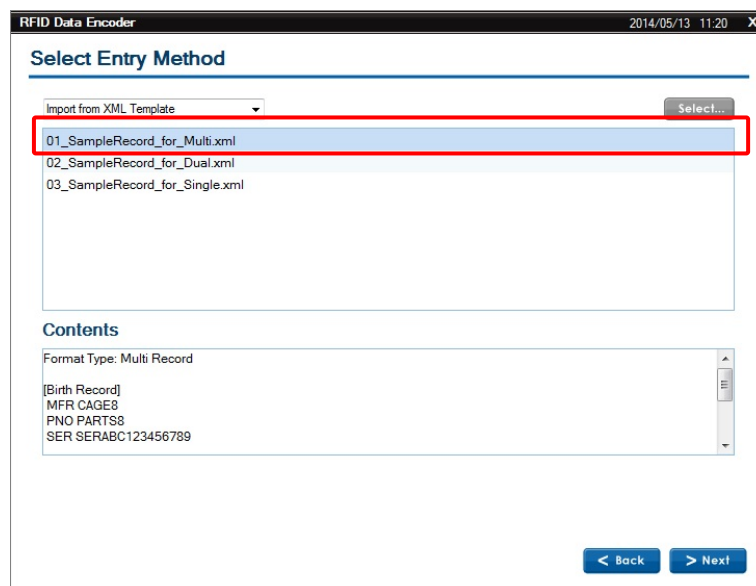 RFID Data Encoder 2014/05/13 11:20 X
Select Entry Method
Import from XML Template Select...
01_SampleRecord_for_Multi.xml
02_SampleRecord_for_Dual.xml
03_SampleRecord_for_Single.xml
Contents
Format Type: Multi Record
[Birth Record]
MFR CAGE8
PNO PARTS8
SER SERABC123456789
< Back > Next